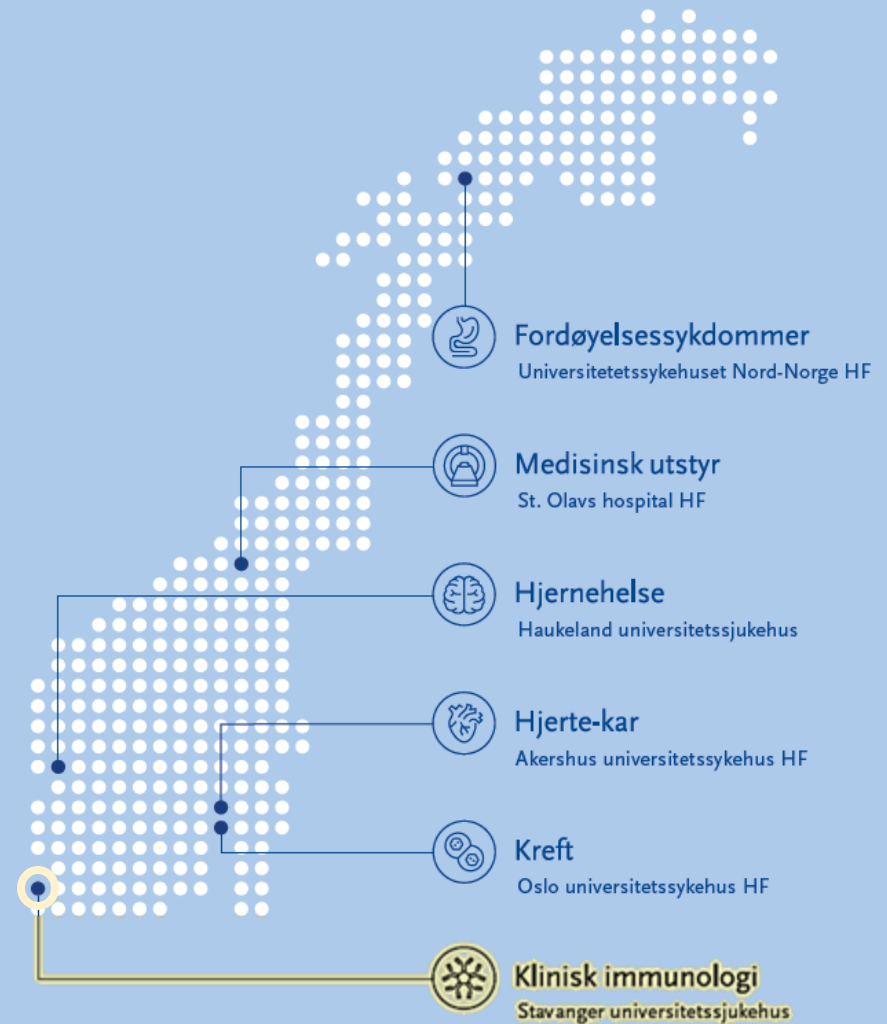 Fordøyelsessykdommer
Universitetetssykehuset Nord-Norge HF
Medisinsk utstyr
St. Olavs hospital HF
Hjernehelse
Haukeland universitetssjukehus
Hjerte-kar
Akershus universitetssykehus HF
Kreft
Oslo universitetssykehus HF
Klinisk immunologi
Stavanger universitetssjukehus